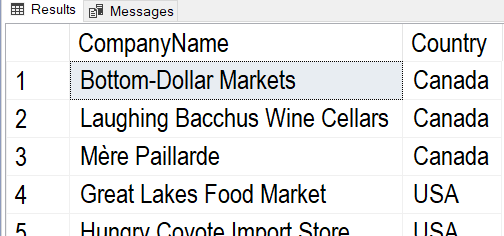 Results Messages
CompanyName Country
1 Bottom-Dollar Markets Canada
2 Laughing Bacchus Wine Cellars Canada
3 Mère Paillarde Canada
4 Great Lakes Food Market USA
5 Hungry Coyote Import Store USA